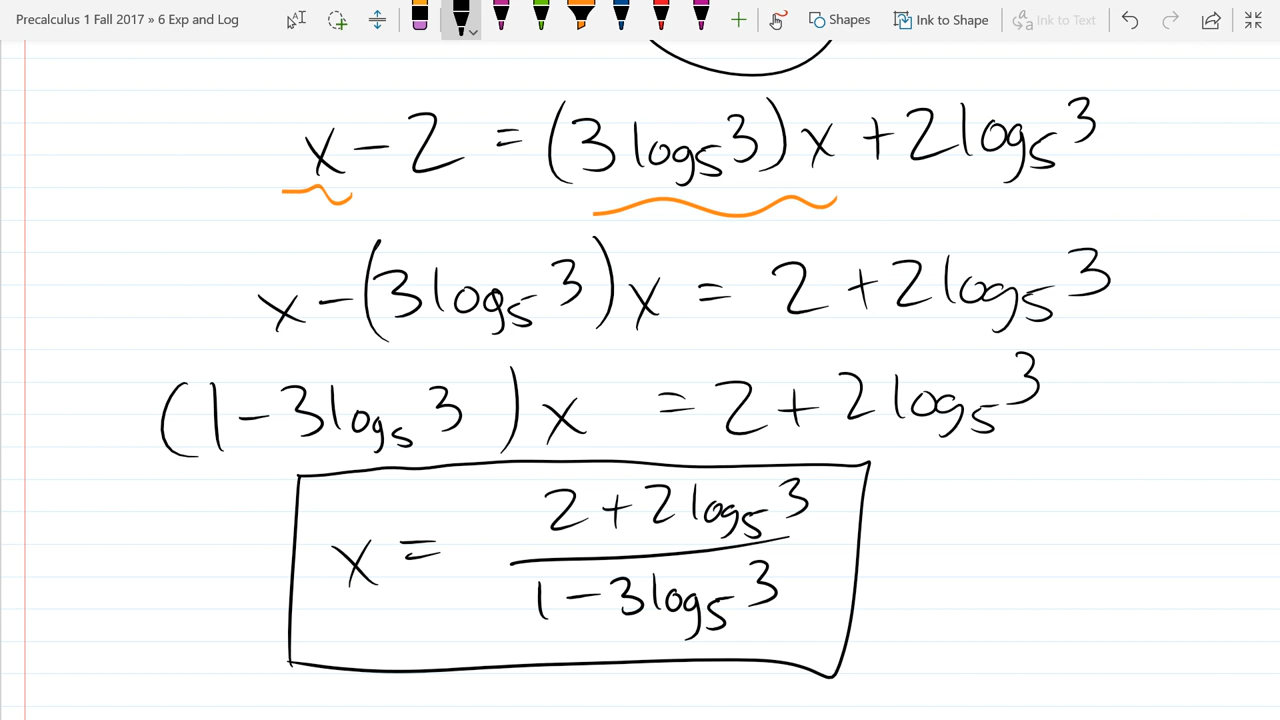 Precalculus 1 Fall 2017 » 6 Exp and Log
Shapes
Ink to Shape
Ink to Text
x - 2 = (3 log₅ 3) x + 2 log₅ 3
x - (3 log₅ 3) x = 2 + 2 log₅ 3
(1 - 3 log₅ 3) x = 2 + 2 log₅ 3
x = 
2 + 2 log₅ 3
1 - 3 log₅ 3